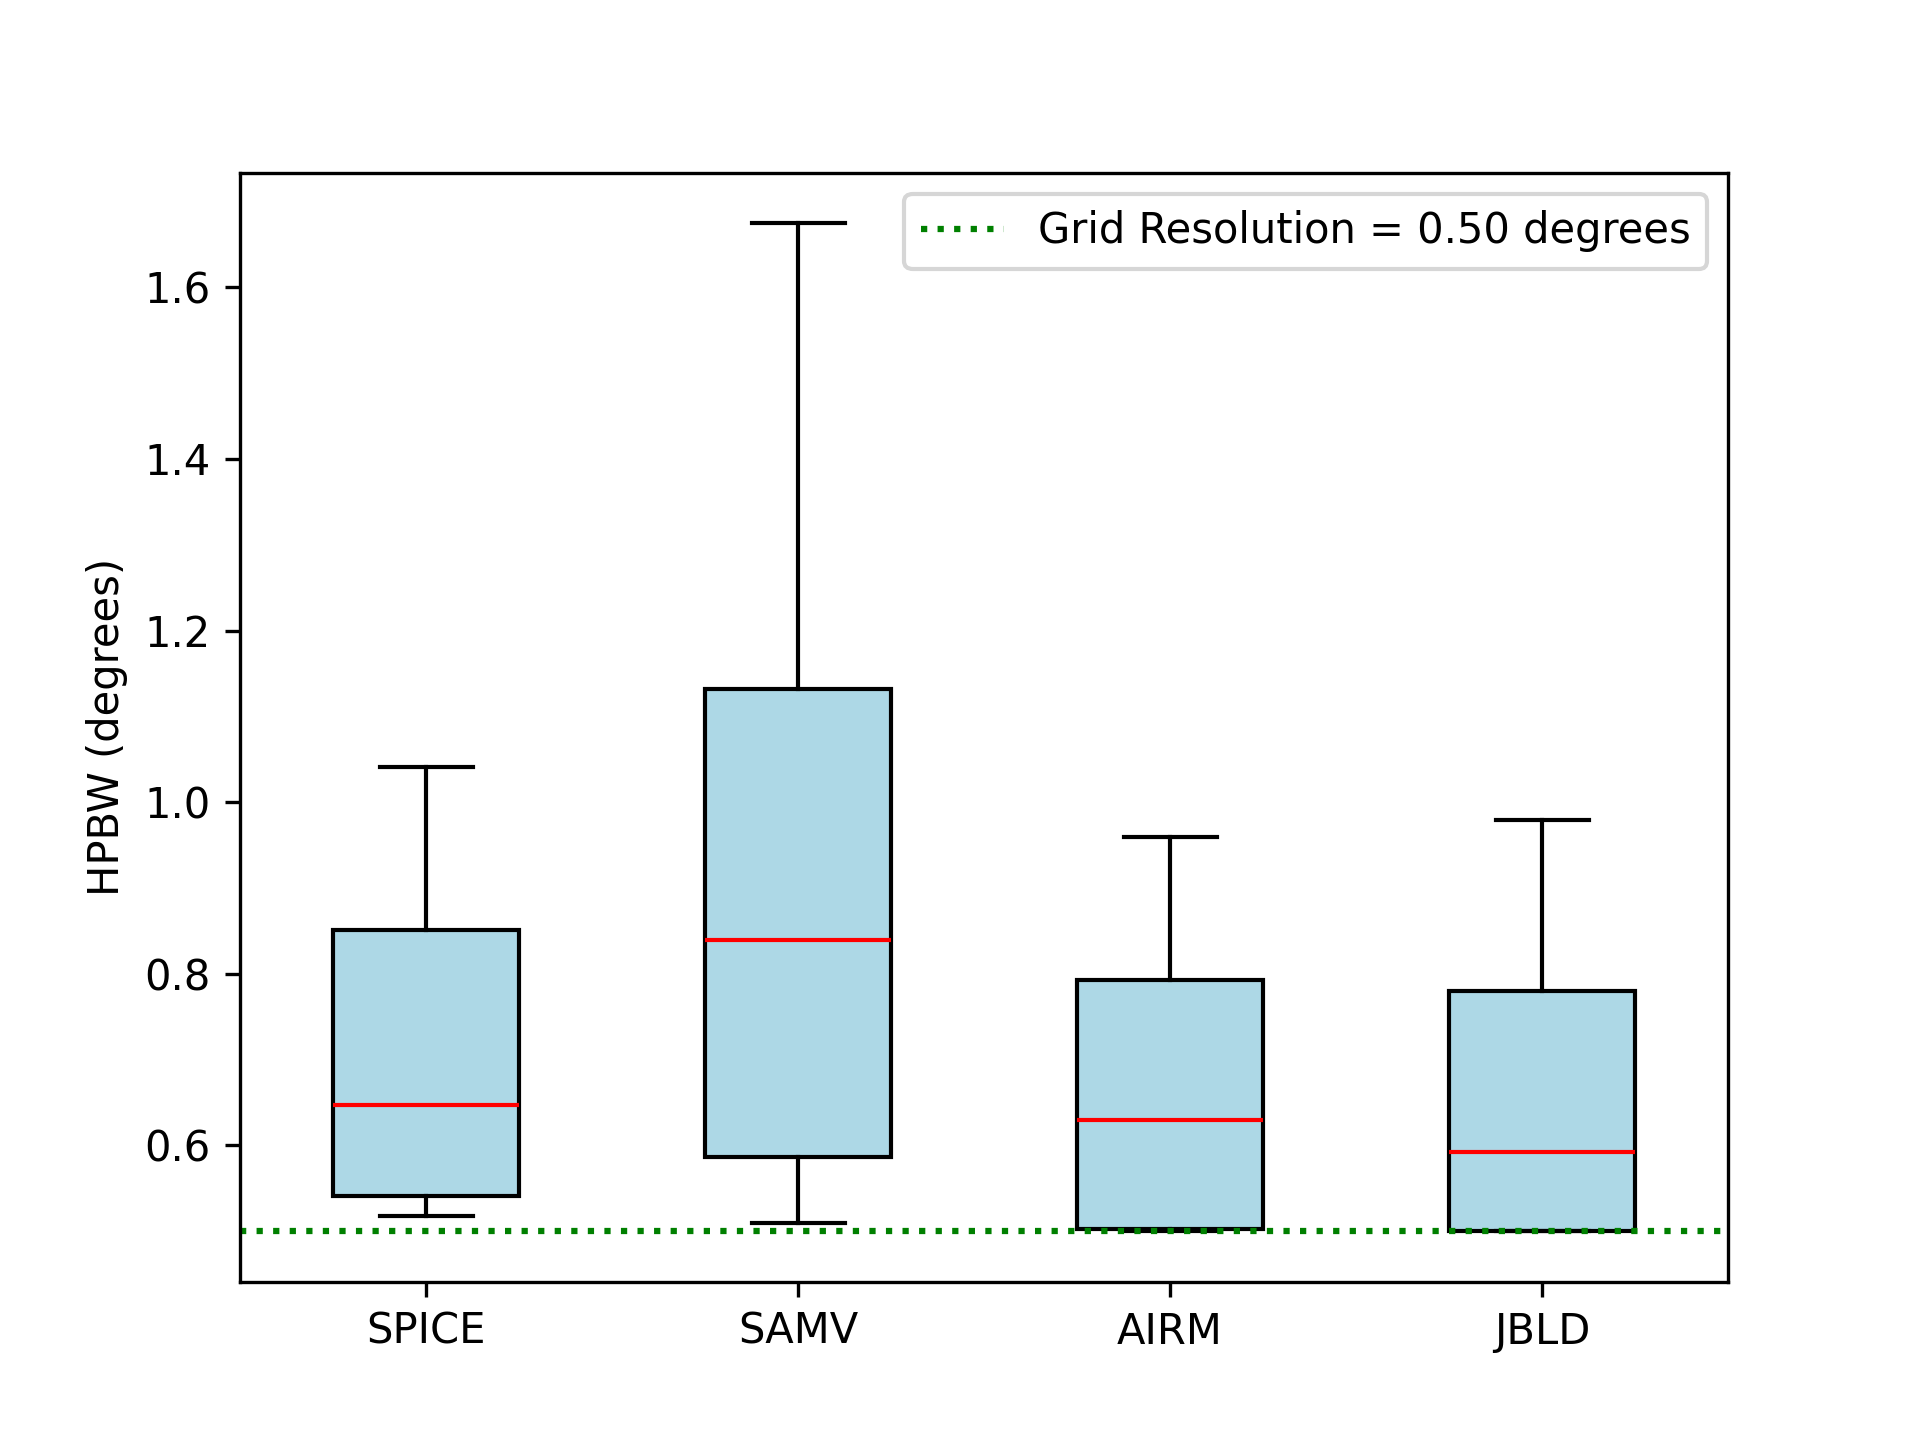 Grid Resolution = 0.50 degrees
1.6
1.4
1.2
1.0
0.8
0.6
HPBW (degrees)
SPICE SAMV AIRM JBLD